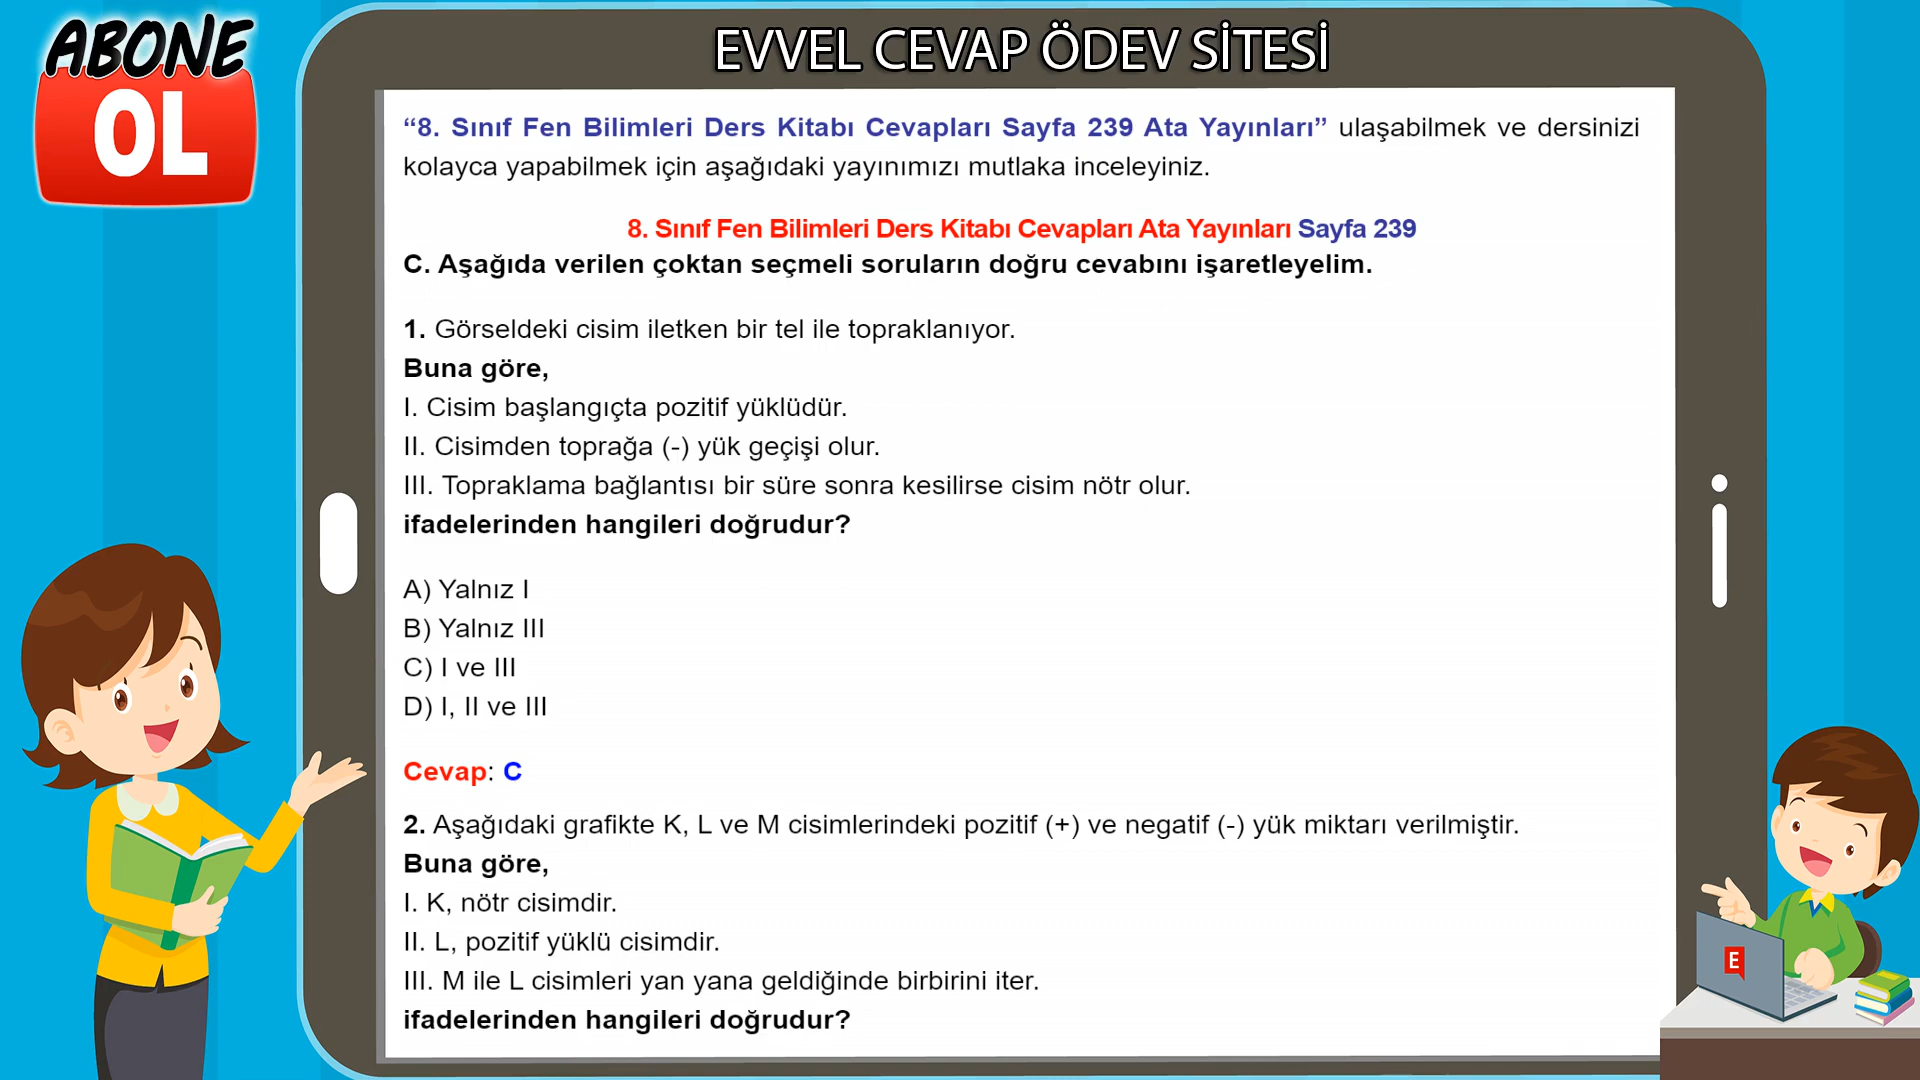 ABONE
OL
EVVEL CEVAP ÖDEV SİTESİ
“8. Sınıf Fen Bilimleri Ders Kitabı Cevapları Sayfa 239 Ata Yayınları” ulaşabilmek ve dersinizi
kolayca yapabilmek için aşağıdaki yayınımızı mutlaka inceleyiniz.
8. Sınıf Fen Bilimleri Ders Kitabı Cevapları Ata Yayınları Sayfa 239
C. Aşağıda verilen çoktan seçmeli soruların doğru cevabını işaretleyelim.
1. Görseldeki cisim iletken bir tel ile topraklanıyor.
Buna göre,
I. Cisim başlangıçta pozitif yüklüdür.
II. Cisimden toprağa (-) yük geçişi olur.
III. Topraklama bağlantısı bir süre sonra kesilirse cisim nötr olur.
ifadelerinden hangileri doğrudur?
A) Yalnız I
B) Yalnız III
C) I ve III
D) I, II ve III
Cevap: C
2. Aşağıdaki grafikte K, L ve M cisimlerindeki pozitif (+) ve negatif (-) yük miktarı verilmiştir.
Buna göre,
I. K, nötr cisimdir.
II. L, pozitif yüklü cisimdir.
III. M ile L cisimleri yan yana geldiğinde birbirini iter.
ifadelerinden hangileri doğrudur?
E